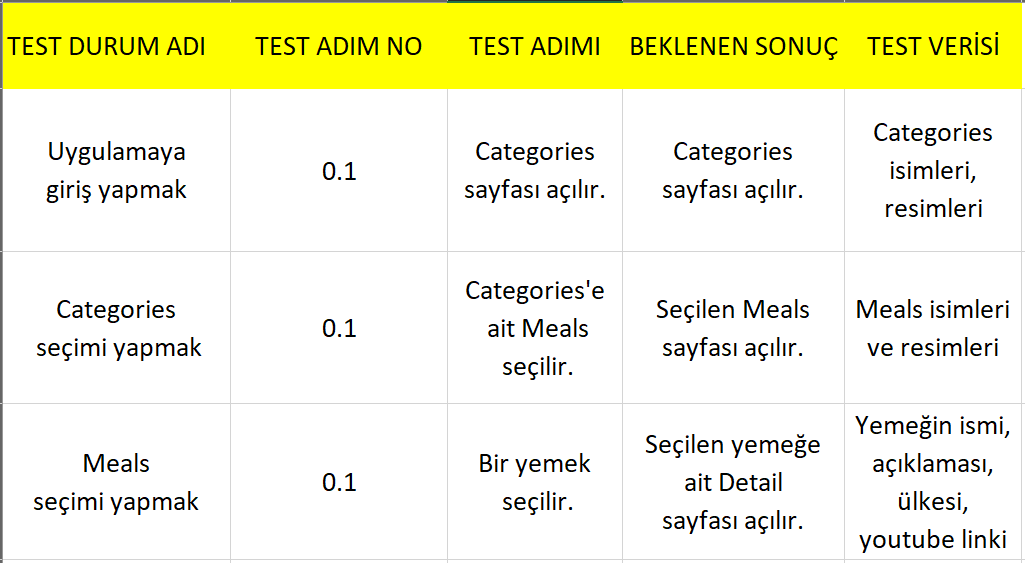 TEST DURUM ADI TEST ADIM NO TEST ADIMI BEKLENEN SONUÇ TEST VERİSİ
Uygulamaya
giriş yapmak
0.1
Categories
sayfası açılır.
Categories
sayfası açılır.
Categories
isimleri,
resimleri
Categories
seçimi yapmak
0.1
Categories'e
ait Meals
seçilir.
Seçilen Meals
sayfası açılır.
Meals isimleri
ve resimleri
Meals
seçimi yapmak
0.1
Bir yemek
seçilir.
Seçilen yemeğe
ait Detail
sayfası açılır.
Yemeğin ismi,
açıklaması,
ülkesi,
youtube linki